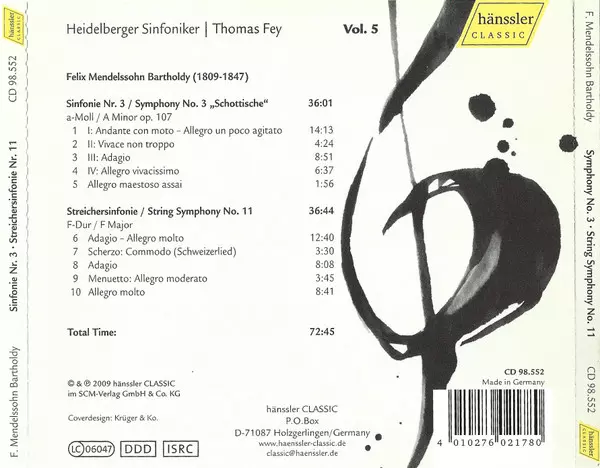 Heidelberger Sinfoniker | Thomas Fey Vol. 5
hänssler
CLASSIC
Felix Mendelssohn Bartholdy (1809-1847)
Sinfonie Nr. 3 / Symphony No. 3 „Schottische“ 36:01
a-Moll / A Minor op. 107
1 I: Andante con moto – Allegro un poco agitato 14:13
2 II: Vivace non troppo 4:24
3 III: Adagio 8:51
4 IV: Allegro vivacissimo 6:37
5 Allegro maestoso assai 1:56
Streichersinfonie / String Symphony No. 11 36:44
F-Dur / F Major
6 Adagio – Allegro molto 12:40
7 Scherzo: Commodo (Schweizerlied) 3:30
8 Adagio 8:08
9 Menuetto: Allegro moderato 3:45
10 Allegro molto 8:41
Total Time: 72:45
© & ℗ 2009 hänssler CLASSIC
im SCM-Verlag GmbH & Co. KG
Coverdesign: Krüger & Ko.
LC 06047 DDD ISRC
hänssler CLASSIC
P.O.Box
D-71087 Holzgerlingen/Germany
www.haenssler-classic.de
classic@haenssler.de
CD 98.552
Made in Germany
4 010276 021780
F. Mendelssohn Bartholdy Sinfonie Nr. 3 · Streichersinfonie Nr. 11 CD 98.552
hänssler
CLASSIC
F. Mendelssohn Bartholdy Symphony No. 3 · String Symphony No. 11 CD 98.552
hänssler
CLASSIC